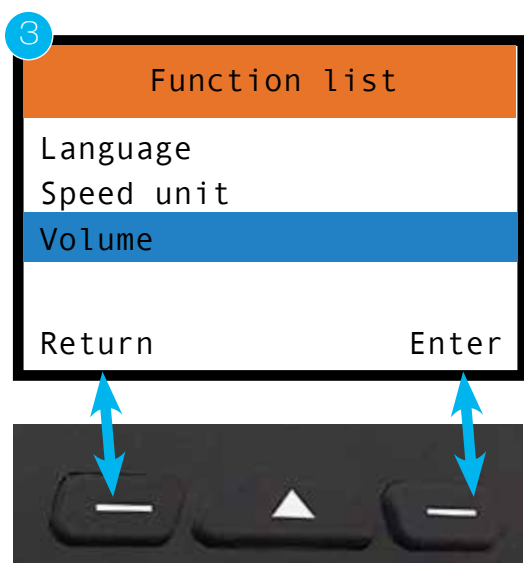 3
Function list
Language
Speed unit
Volume
Return Enter